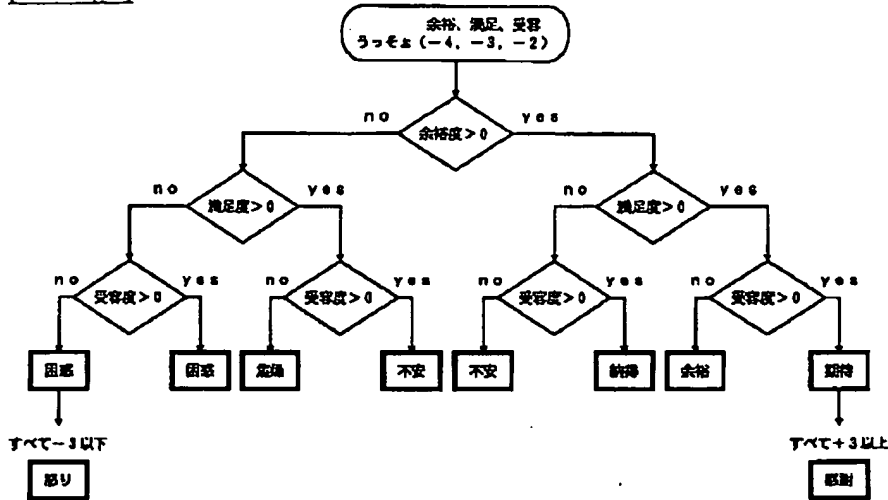 余裕、満足、受容
うっそぉ（－4，－3，－2）
no
余裕度＞0
yes
no
満足度＞0
yes
no
満足度＞0
yes
no
受容度＞0
yes
no
受容度＞0
yes
no
受容度＞0
yes
no
受容度＞0
yes
困惑
困惑
不安
不安
納得
余裕
期待
すべて－3以下
すべて＋3以上
怒り
感謝